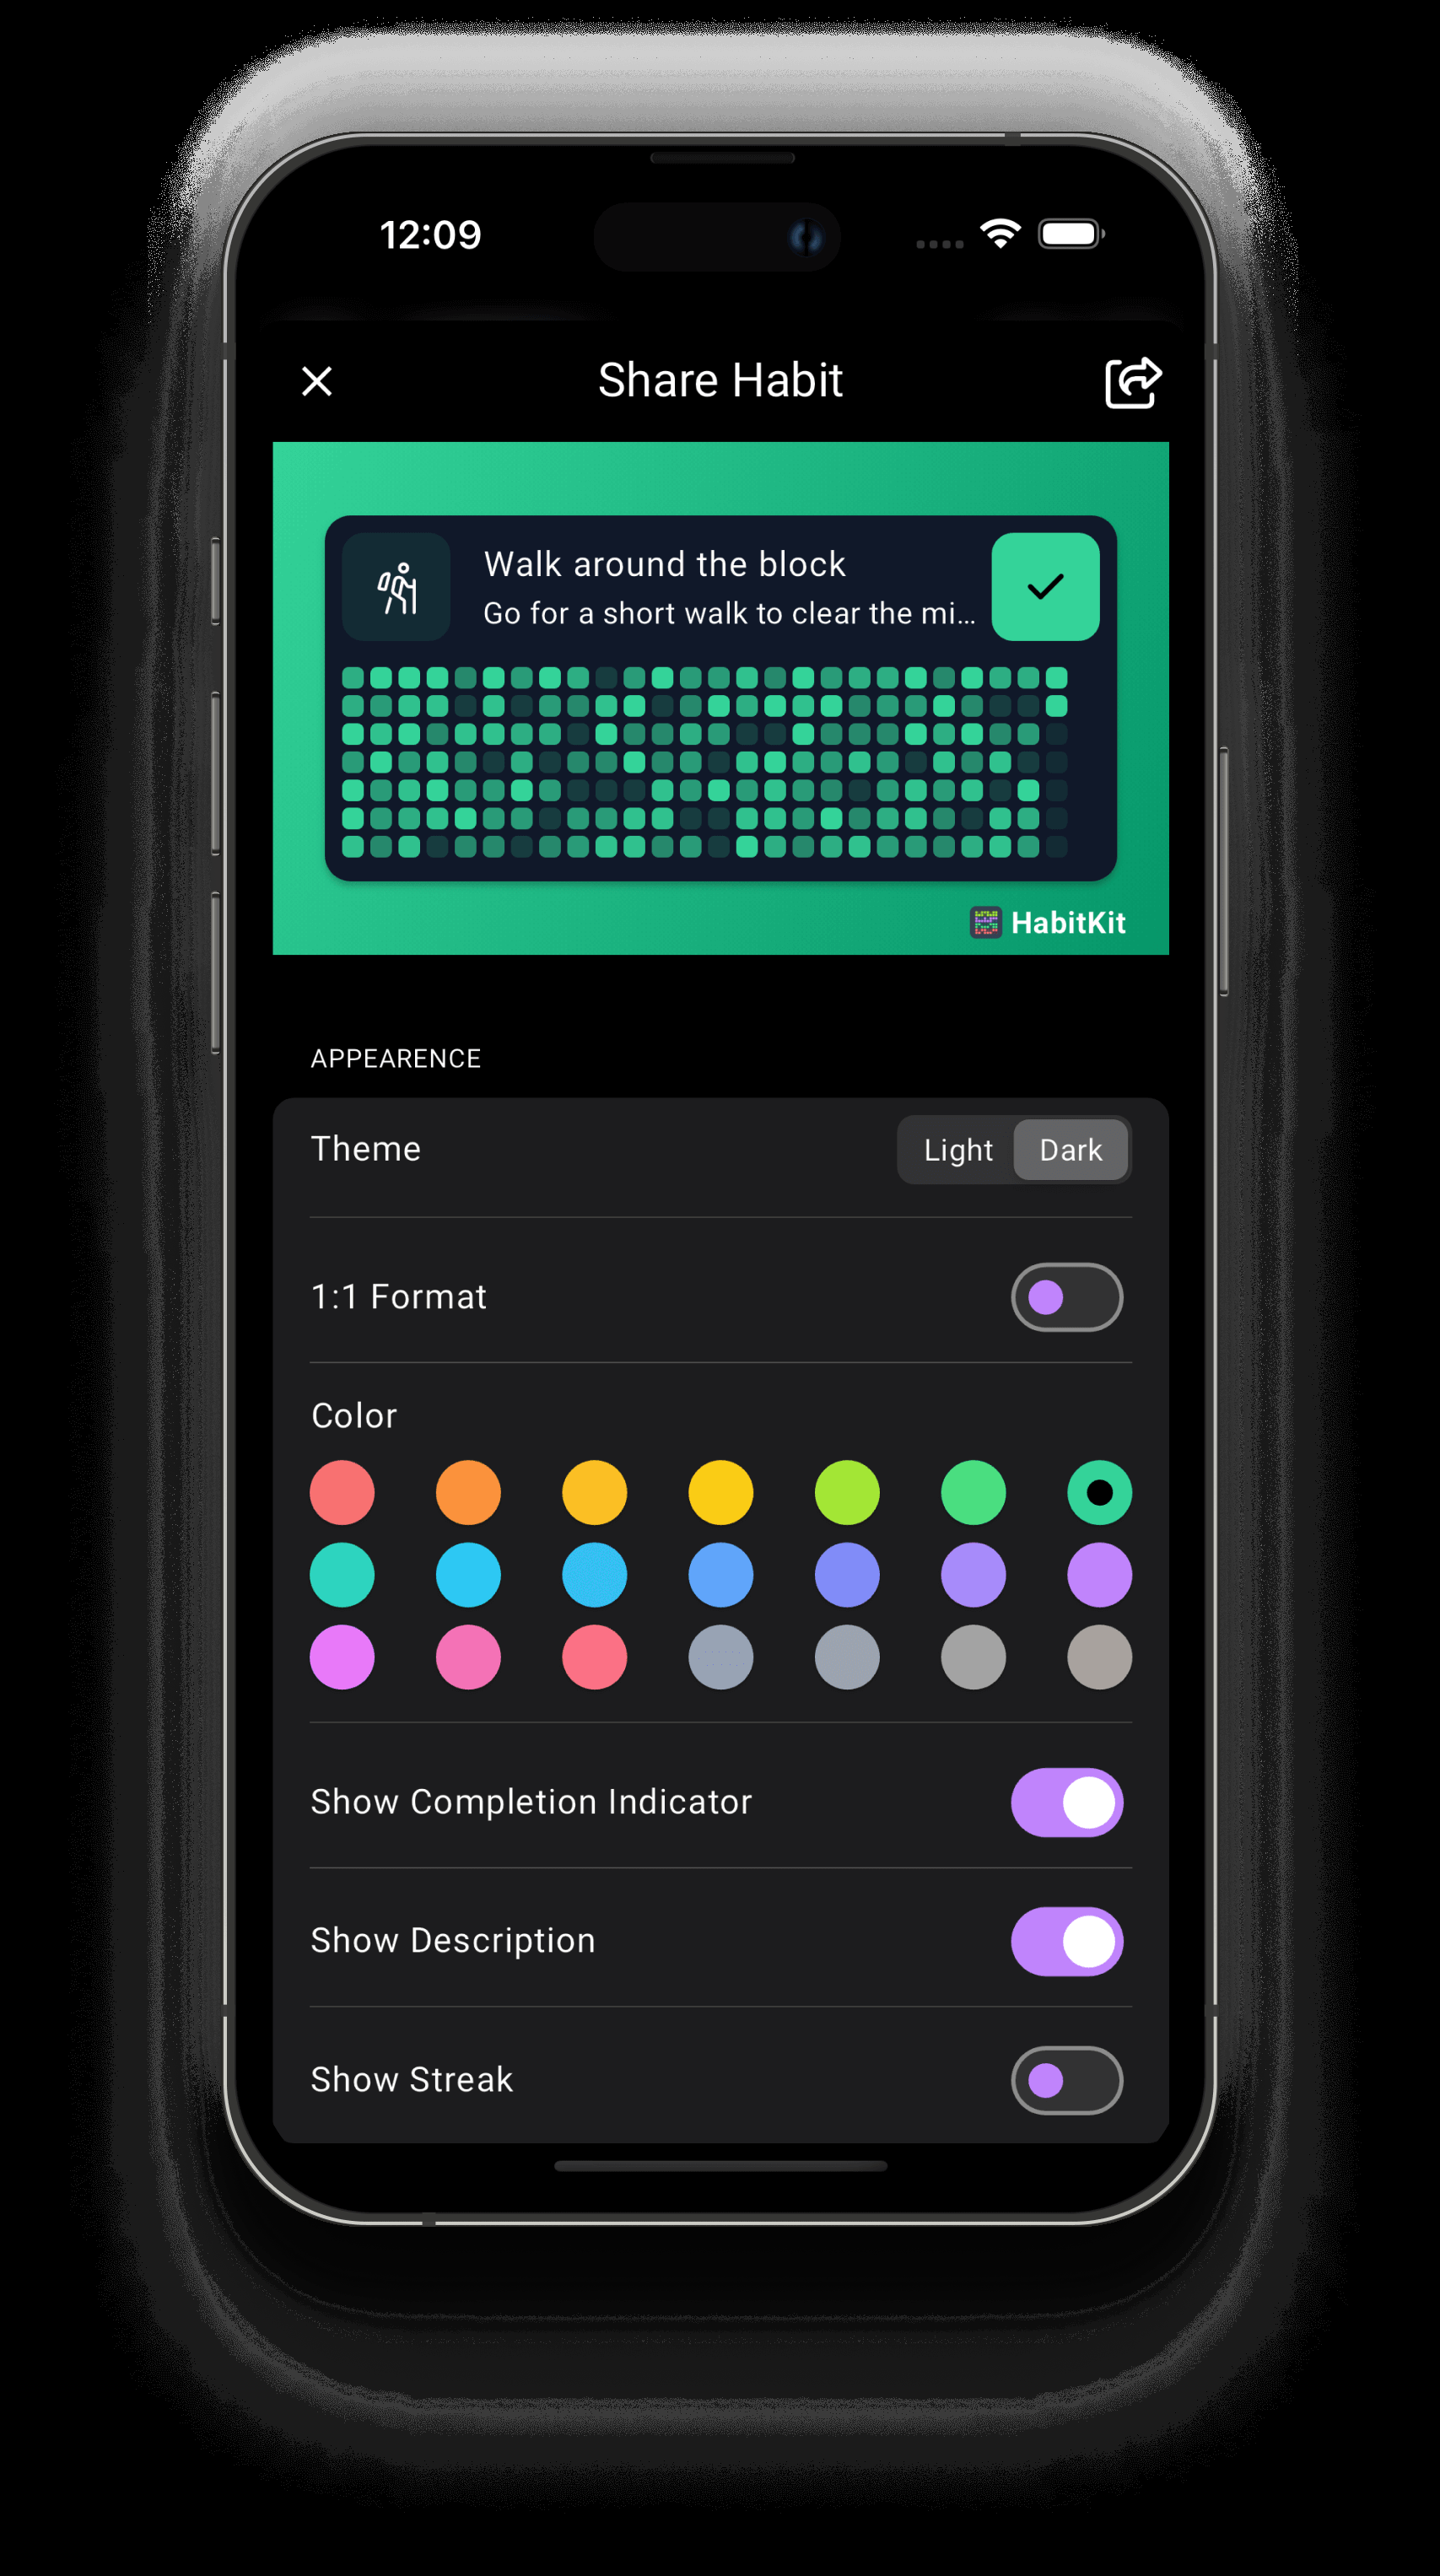 12:09
Share Habit
Walk around the block
Go for a short walk to clear the mi...
HabitKit
APPEARENCE
Theme
Light Dark
1:1 Format
Color
Show Completion Indicator
Show Description
Show Streak